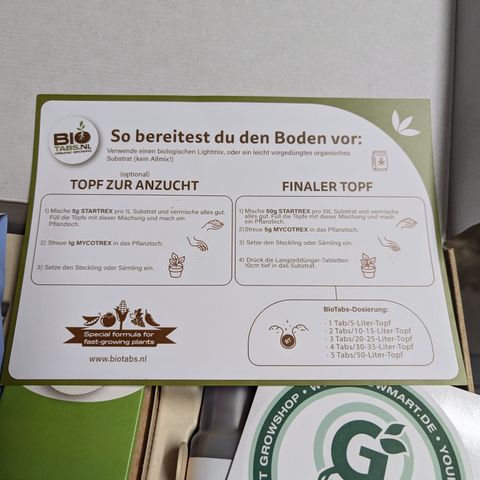 BIO
TABS.NL
So bereitest du den Boden vor:
Verwende einen biologischen Lightmix, oder ein leicht vorgedüngtes organisches
Substrat (kein Allmix!)
(optional)
TOPF ZUR ANZUCHT
1) Mische 5g STARTREX pro 1L Substrat und vermische alles gut.
Füll die Töpfe mit dieser Mischung und mach ein
Pflanzloch.
2) Streue 1g MYCOTREX in das Pflanzloch.
3) Setze den Steckling oder Sämling ein.
FINALER TOPF
1) Mische 50g STARTREX pro 10L Substrat und vermische alles gut.
Füll die Töpfe mit dieser Mischung und mach ein
Pflanzloch.
2) Streue 5g MYCOTREX in das Pflanzloch.
3) Setze den Steckling oder Sämling ein.
4) Drück die Langzeitdünger-Tabletten
10cm tief in das Substrat.
BioTabs-Dosierung:
- 1 Tab/5-Liter-Topf
- 2 Tabs/10-15-Liter-Topf
- 3 Tabs/20-25-Liter-Topf
- 4 Tabs/30-35-Liter-Topf
- 5 Tabs/50-Liter-Topf
BT
Special formula for
fast-growing plants
www.biotabs.nl
GROWSHOP
WMART.DE
YOUR
G